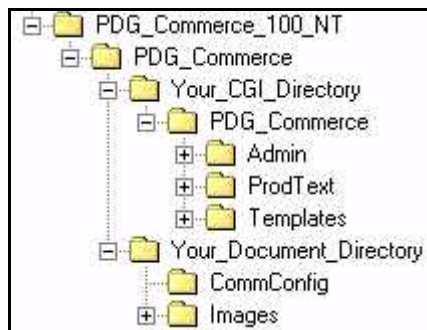 PDG_Commerce_100_NT
PDG_Commerce
Your_CGI_Directory
PDG_Commerce
Admin
ProdText
Templates
Your_Document_Directory
CommConfig
Images